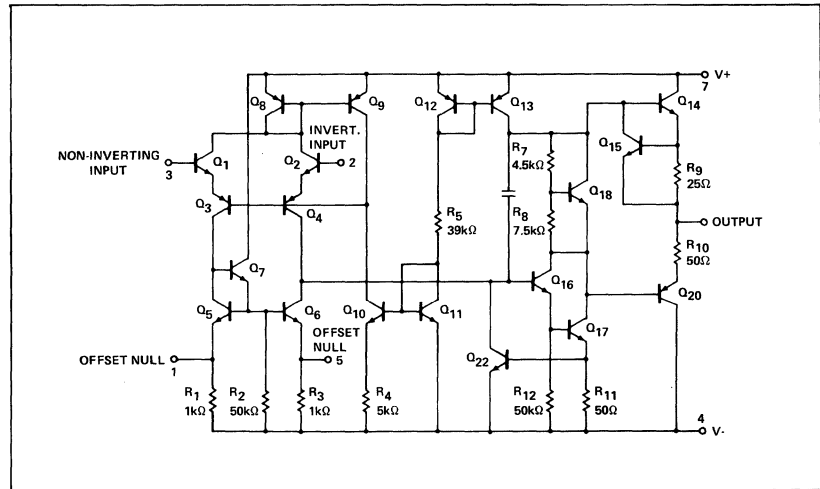 V+
7
Q8
Q9
Q12
Q13
Q14
NON-INVERTING
INPUT
3
Q1
INVERT.
INPUT
2
Q2
R7
4.5kΩ
Q15
R9
25Ω
Q3
Q4
R5
39kΩ
R8
7.5kΩ
Q18
OUTPUT
R10
50Ω
Q7
Q16
Q20
Q5
Q6
Q10
Q11
Q17
OFFSET NULL
1
OFFSET
NULL
5
Q22
R1
1kΩ
R2
50kΩ
R3
1kΩ
R4
5kΩ
R12
50kΩ
R11
50Ω
4
V-